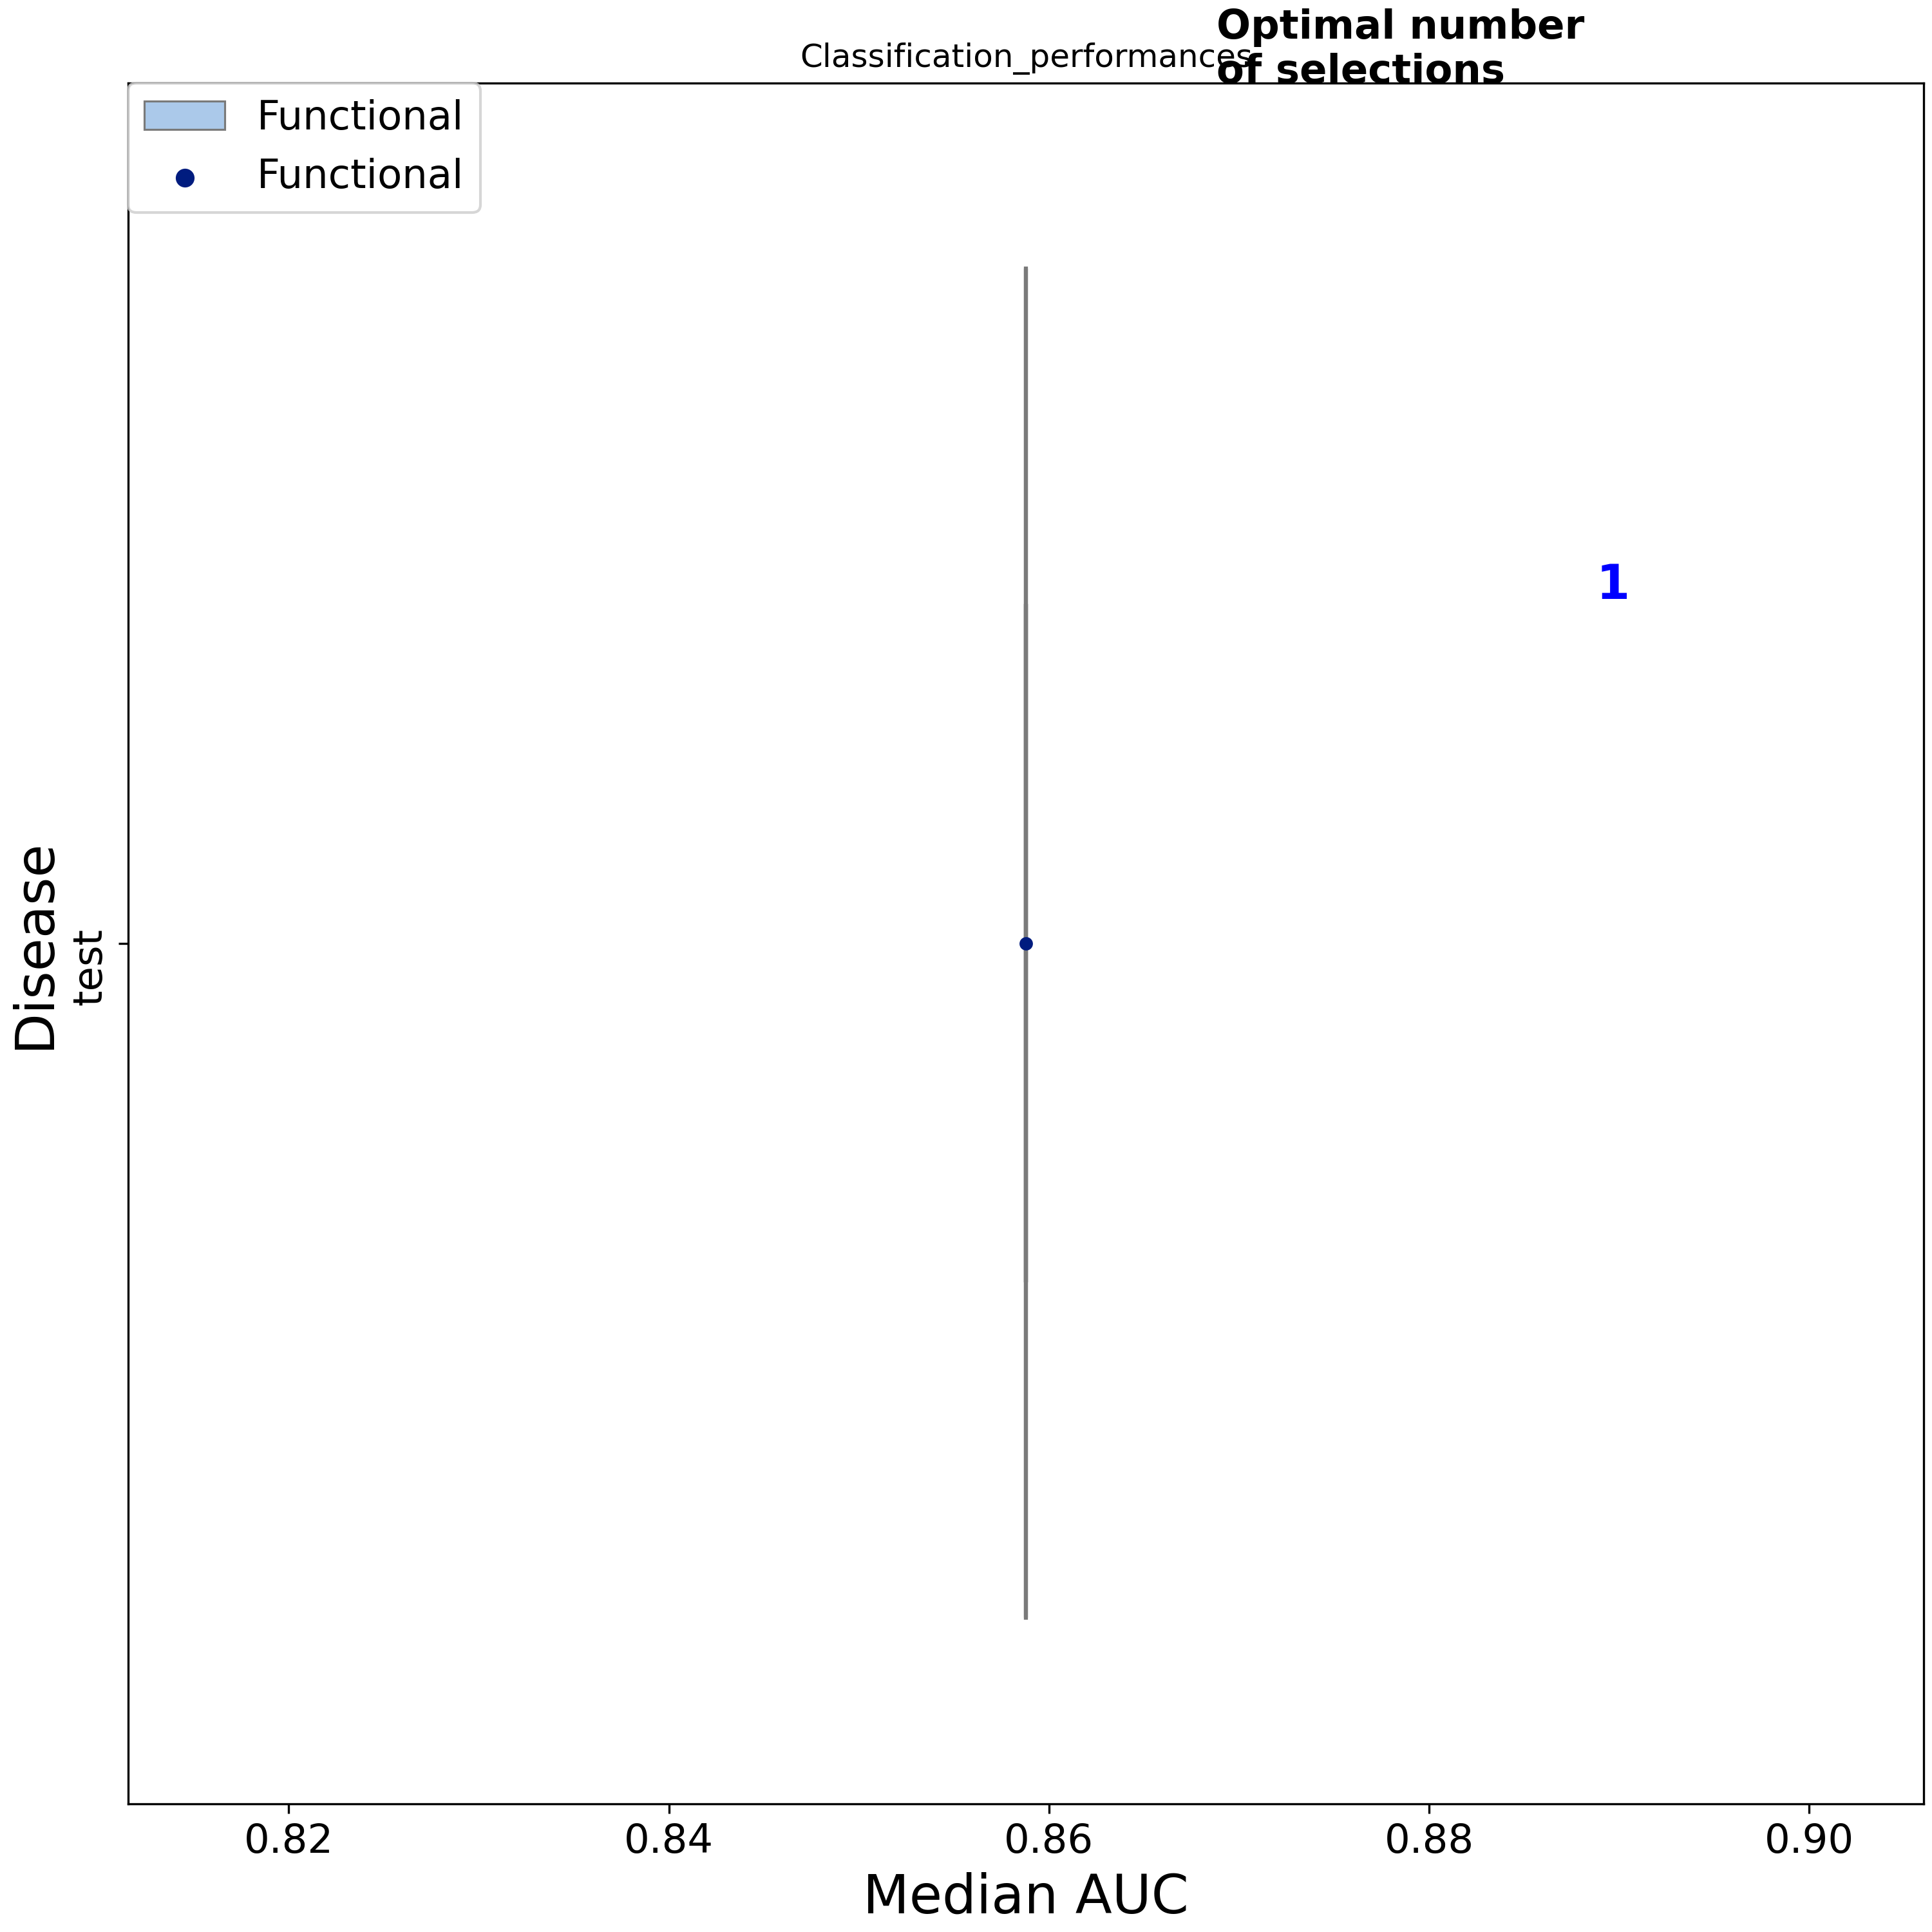 Optimal number
of selections
Classification_performances
Functional
Functional
1
Disease
test
0.82
0.84
0.86
0.88
0.90
Median AUC